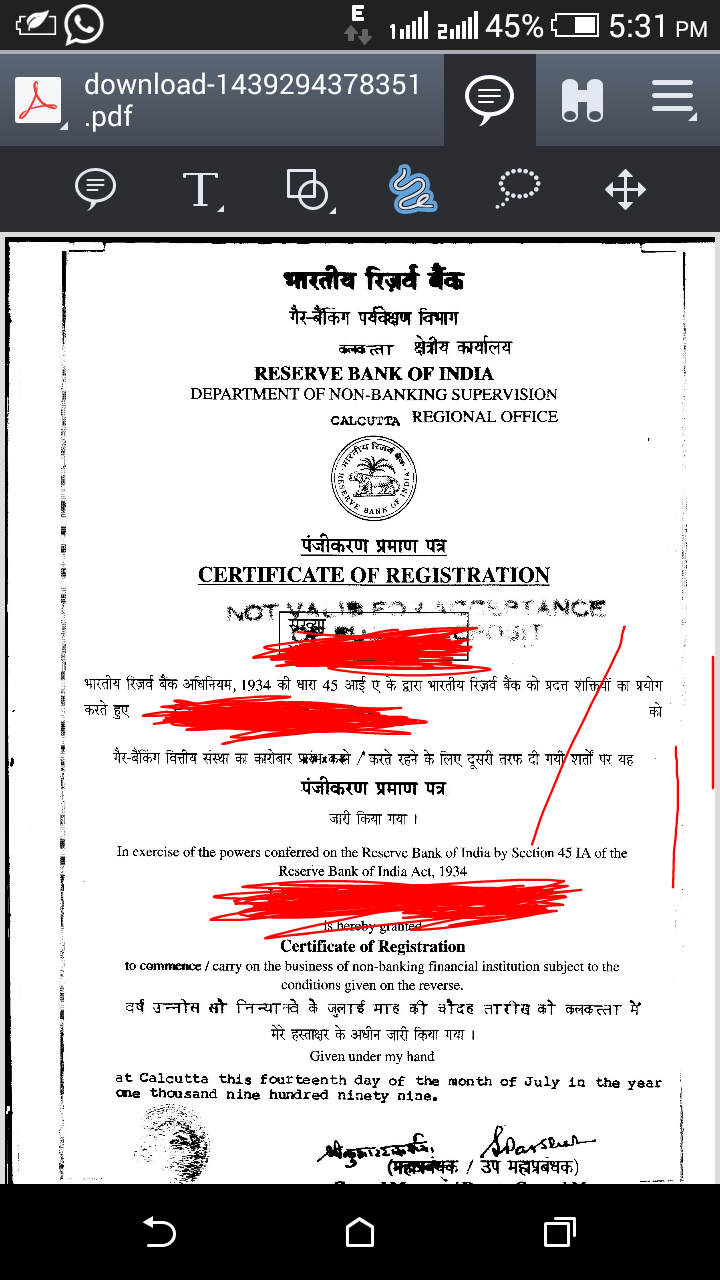 E
45%
5:31 PM
download-1439294378351
.pdf
T
भारतीय रिज़र्व बैंक
गैर-बैंकिंग पर्यवेक्षण विभाग
कलकत्ता क्षेत्रीय कार्यालय
RESERVE BANK OF INDIA
DEPARTMENT OF NON-BANKING SUPERVISION
CALCUTTA REGIONAL OFFICE
भारतीय रिज़र्व बैंक
RESERVE BANK OF INDIA
पंजीकरण प्रमाण पत्र
CERTIFICATE OF REGISTRATION
NOT VALID FOR ACCEPTANCE
संख्या
DEPOSIT
भारतीय रिज़र्व बैंक अधिनियम, 1934 की धारा 45 आई ए के द्वारा भारतीय रिज़र्व बैंक को प्रदत्त शक्तियों का प्रयोग
करते हुए को
गैर-बैंकिंग वित्तीय संस्था का कारोबार / करते रहने के लिए दूसरी तरफ दी गयी शर्तों पर यह
पंजीकरण प्रमाण पत्र
जारी किया गया ।
In exercise of the powers conferred on the Reserve Bank of India by Section 45 IA of the
Reserve Bank of India Act, 1934
is hereby granted
Certificate of Registration
to commence / carry on the business of non-banking financial institution subject to the
conditions given on the reverse.
वर्ष उन्नीस सौ निन्यानवे के जुलाई माह की चौदह तारीख को कलकत्ता में
मेरे हस्ताक्षर के अधीन जारी किया गया ।
Given under my hand
at Calcutta this fourteenth day of the month of July in the year
one thousand nine hundred ninety nine.
(महाप्रबंधक / उप महाप्रबंधक)